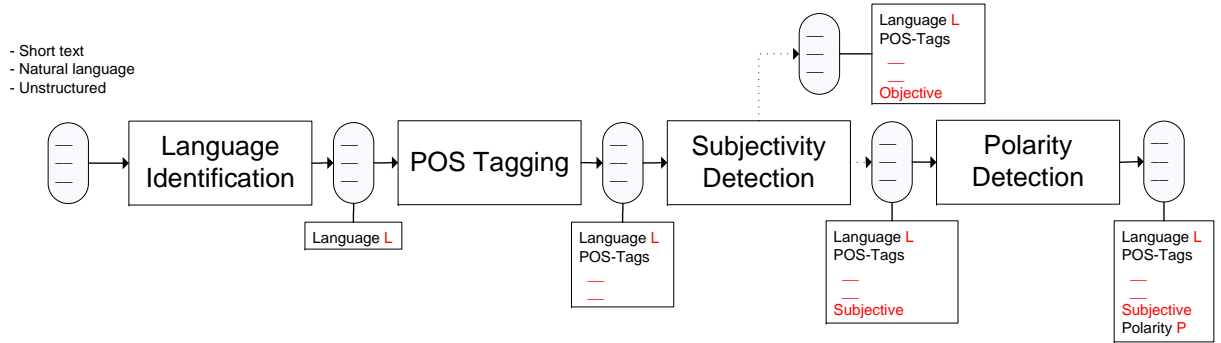 - Short text
- Natural language
- Unstructured
Language
Identification
Language L
POS Tagging
Language L
POS-Tags
Subjectivity
Detection
Language L
POS-Tags
Objective
Language L
POS-Tags
Subjective
Polarity
Detection
Language L
POS-Tags
Subjective
Polarity P